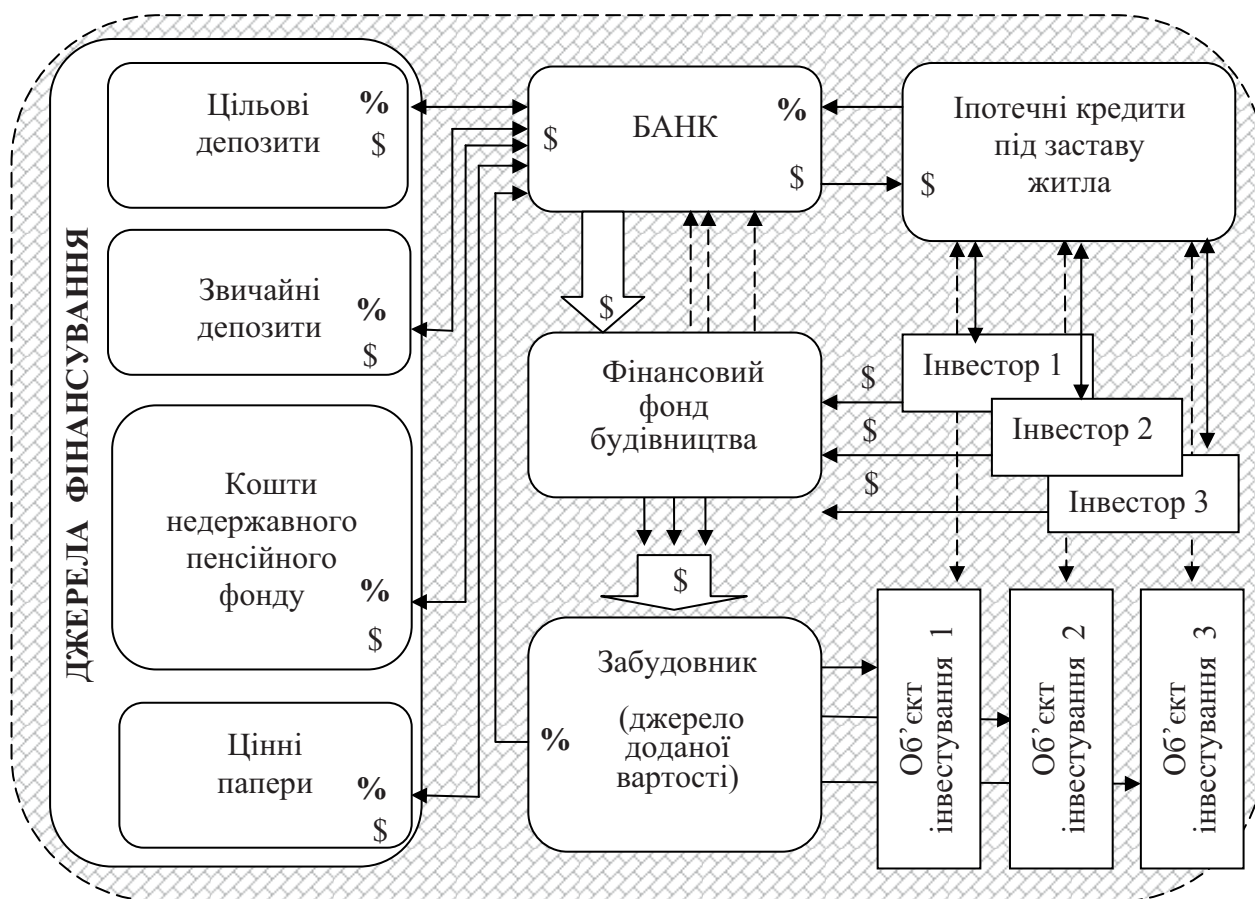 ДЖЕРЕЛА ФІНАНСУВАННЯ
Цільові
депозити
%
$
Звичайні
депозити
%
$
Кошти
недержавного
пенсійного
фонду
%
$
Цінні
папери
%
$
БАНК
%
$
$
Іпотечні кредити
під заставу
житла
$
$
Фінансовий
фонд
будівництва
$
$
$
Інвестор 1
Інвестор 2
Інвестор 3
$
Забудовник
(джерело
доданої
вартості)
%
Об’єкт
інвестування 1
Об’єкт
інвестування 2
Об’єкт
інвестування 3